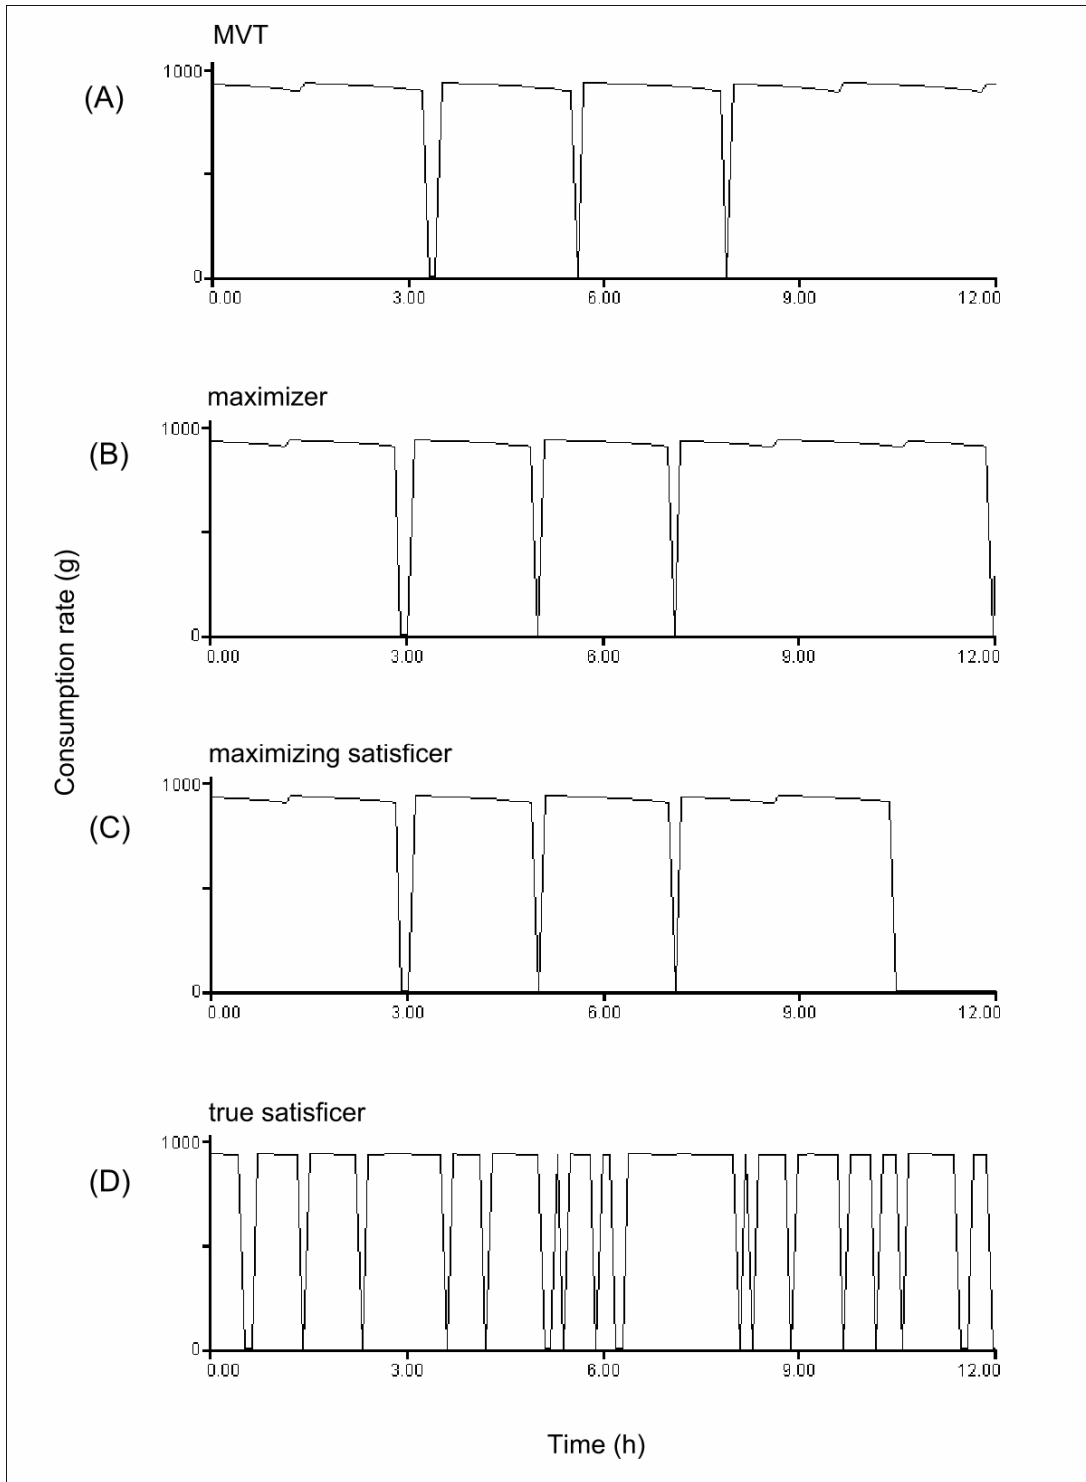 MVT
(A)
1000
0
0.00 3.00 6.00 9.00 12.00
maximizer
(B)
1000
0
0.00 3.00 6.00 9.00 12.00
Consumption rate (g)
maximizing satisficer
(C)
1000
0
0.00 3.00 6.00 9.00 12.00
true satisficer
(D)
1000
0
0.00 3.00 6.00 9.00 12.00
Time (h)